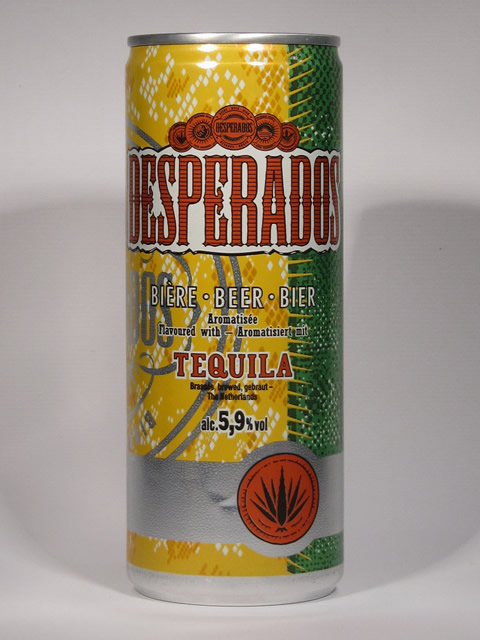 DESPERADOS
DESPERADOS
BIÈRE · BEER · BIER
Aromatisée
Flavoured with – Aromatisiert mit
TEQUILA
Brassée, brewed, gebraut –
The Netherlands
alc. 5,9 % vol